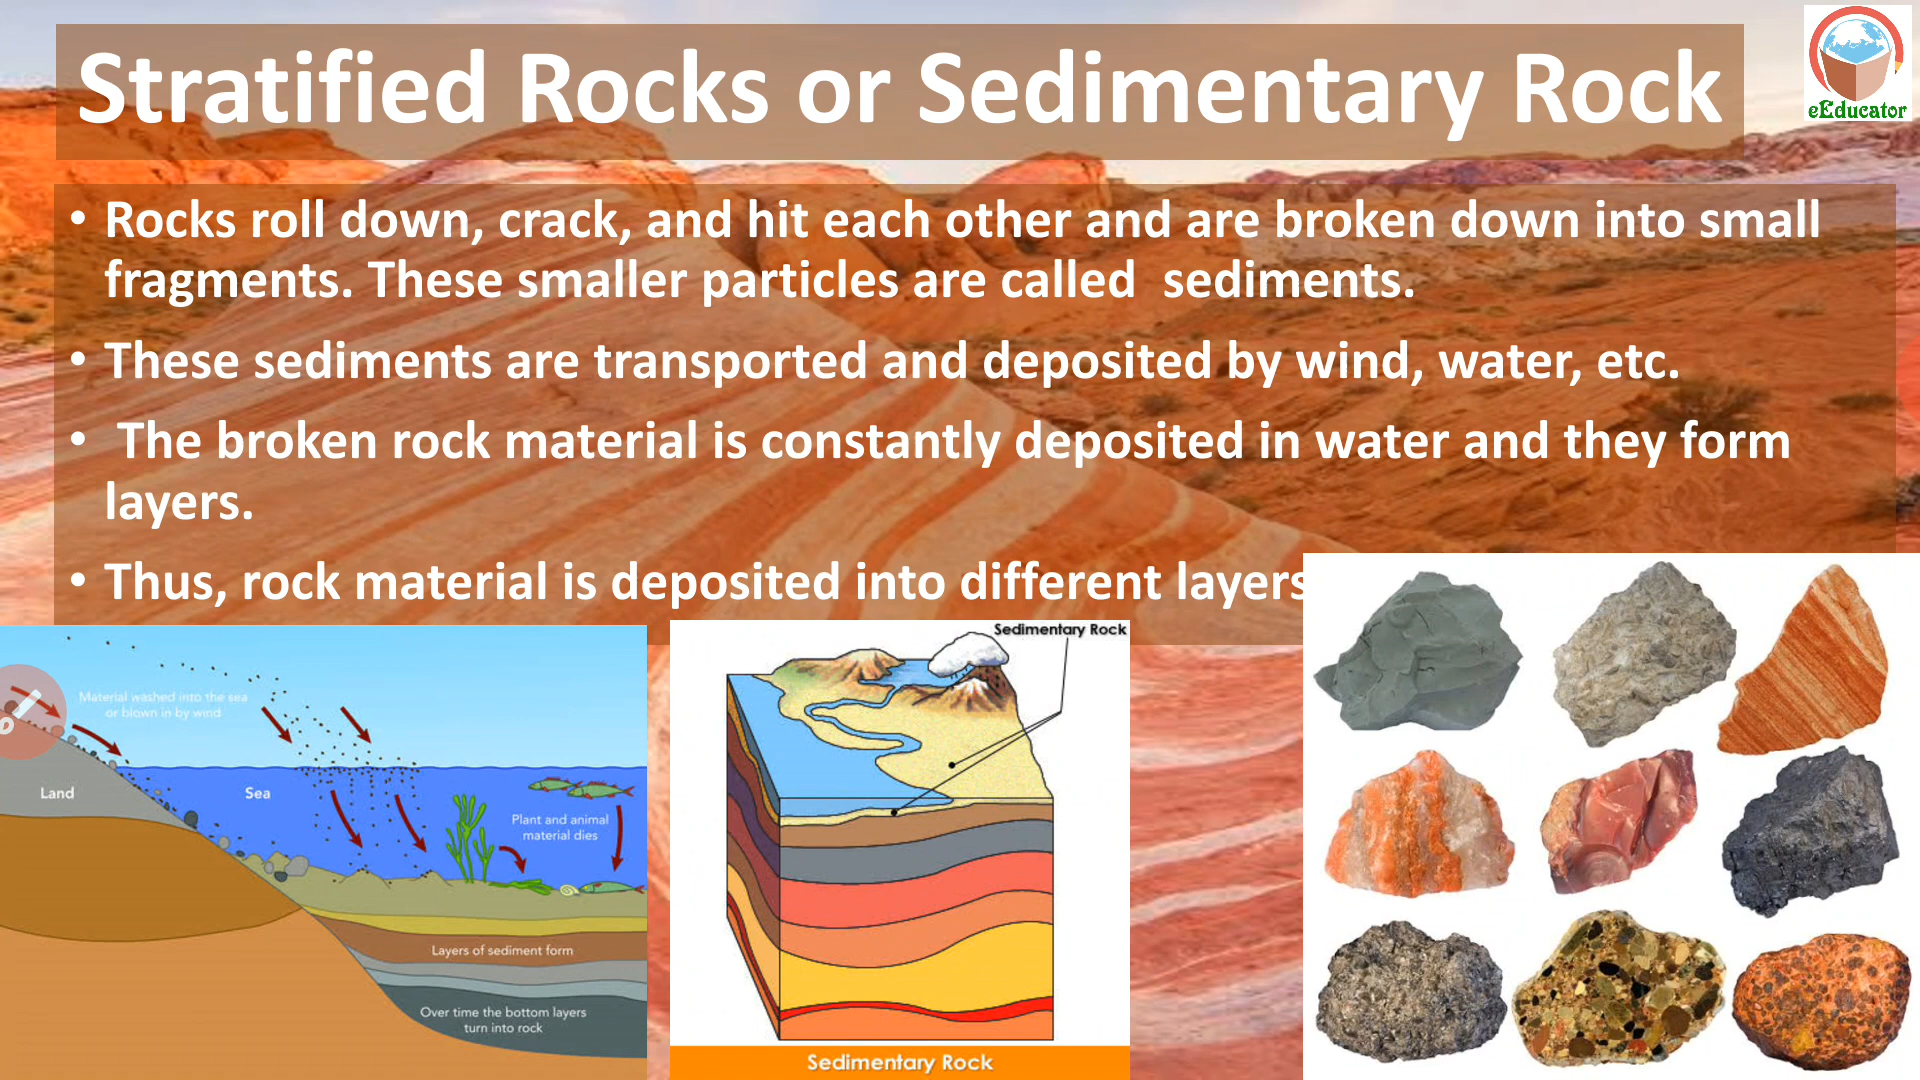 Stratified Rocks or Sedimentary Rock
eEducator
• Rocks roll down, crack, and hit each other and are broken down into small
fragments. These smaller particles are called  sediments.
• These sediments are transported and deposited by wind, water, etc.
•  The broken rock material is constantly deposited in water and they form
layers.
• Thus, rock material is deposited into different layers
Material washed into the sea
or blown in by wind
Land
Sea
Plant and animal
material dies
Layers of sediment form
Over time the bottom layers
turn into rock
Sedimentary Rock
Sedimentary Rock